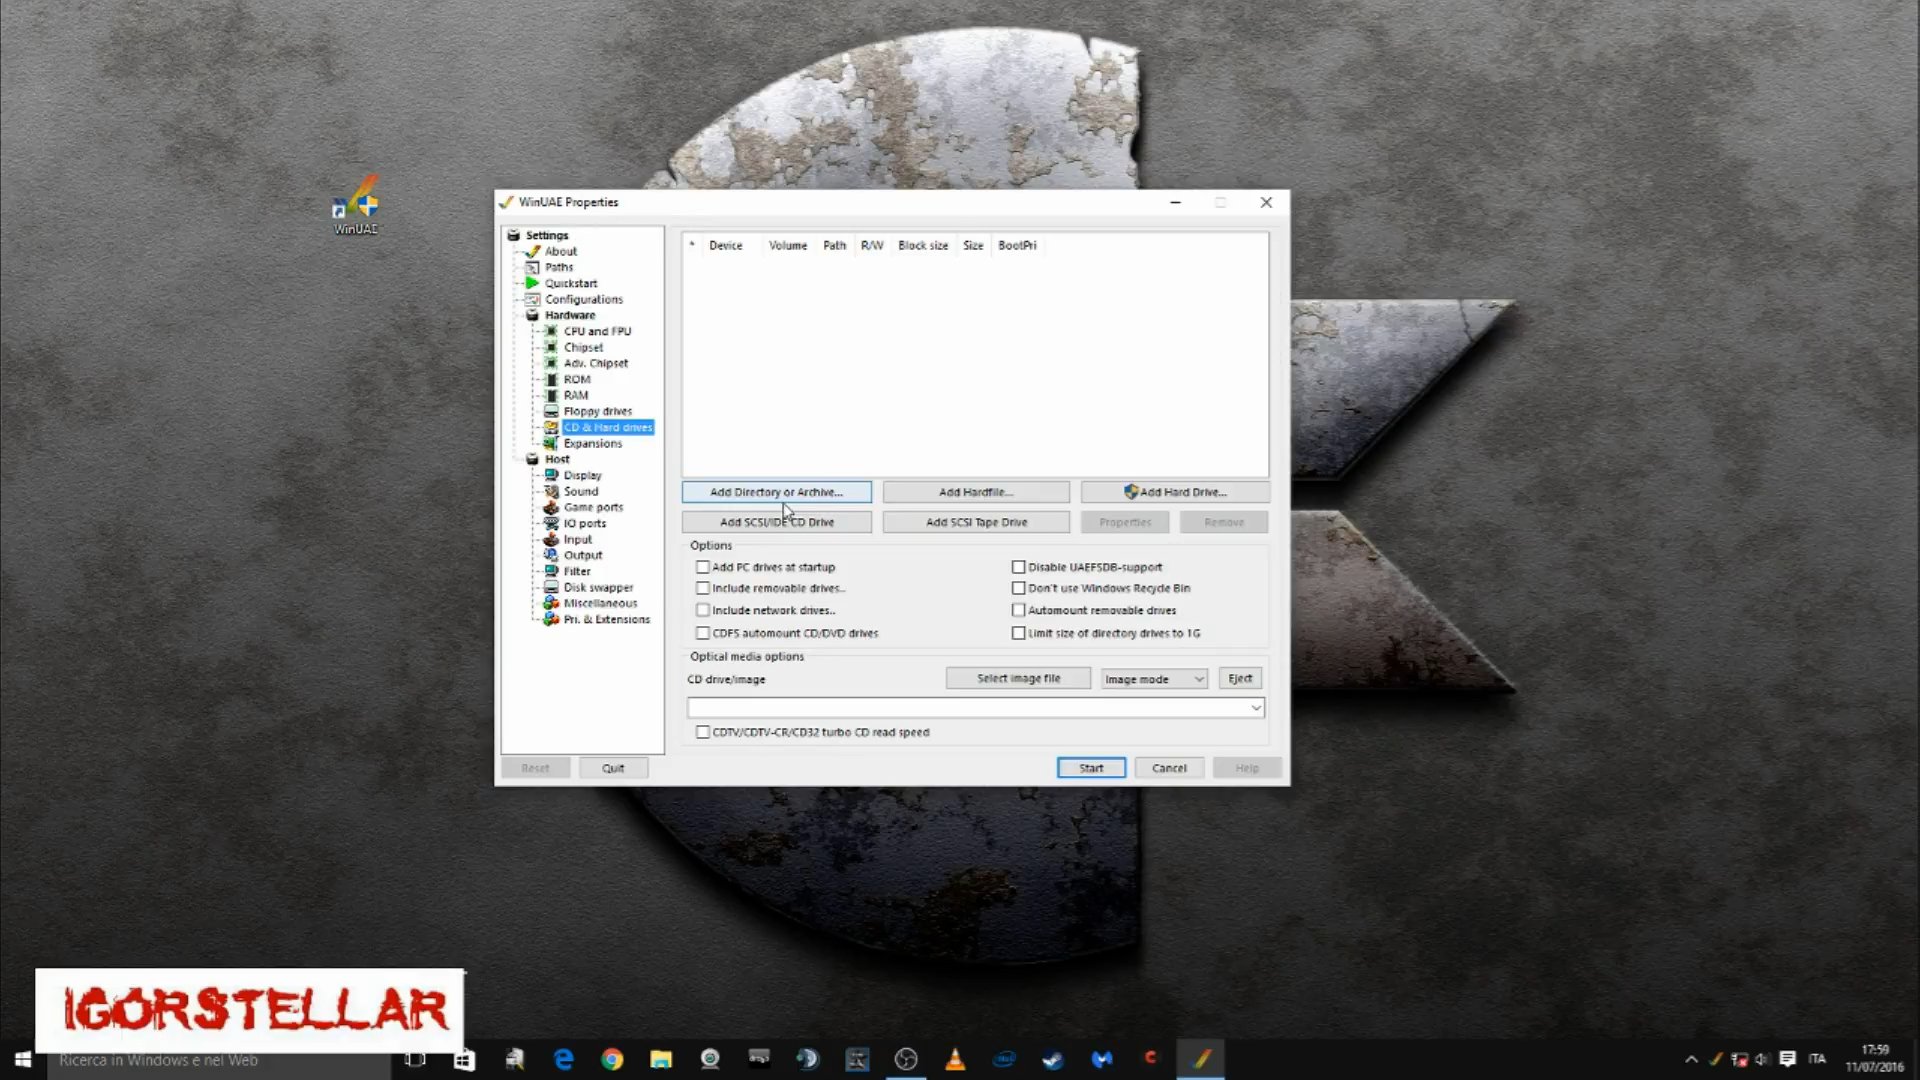 WinUAE
WinUAE Properties
Settings
About
Paths
Quickstart
Configurations
Hardware
CPU and FPU
Chipset
Adv. Chipset
ROM
RAM
Floppy drives
CD & Hard drives
Expansions
Host
Display
Sound
Game ports
IO ports
Input
Output
Filter
Disk swapper
Miscellaneous
Pri. & Extensions
* Device Volume Path R/W Block size Size BootPri
Add Directory or Archive... Add Hardfile... Add Hard Drive...
Add SCSI/IDE CD Drive Add SCSI Tape Drive Properties Remove
Options
Add PC drives at startup Disable UAEFSDB-support
Include removable drives.. Don't use Windows Recycle Bin
Include network drives.. Automount removable drives
CDFS automount CD/DVD drives Limit size of directory drives to 1G
Optical media options
CD drive/image Select image file Image mode Eject
CDTV/CDTV-CR/CD32 turbo CD read speed
Reset Quit Start Cancel Help
IGORSTELLAR
Ricerca in Windows e nel Web
ITA
17:59
11/07/2016